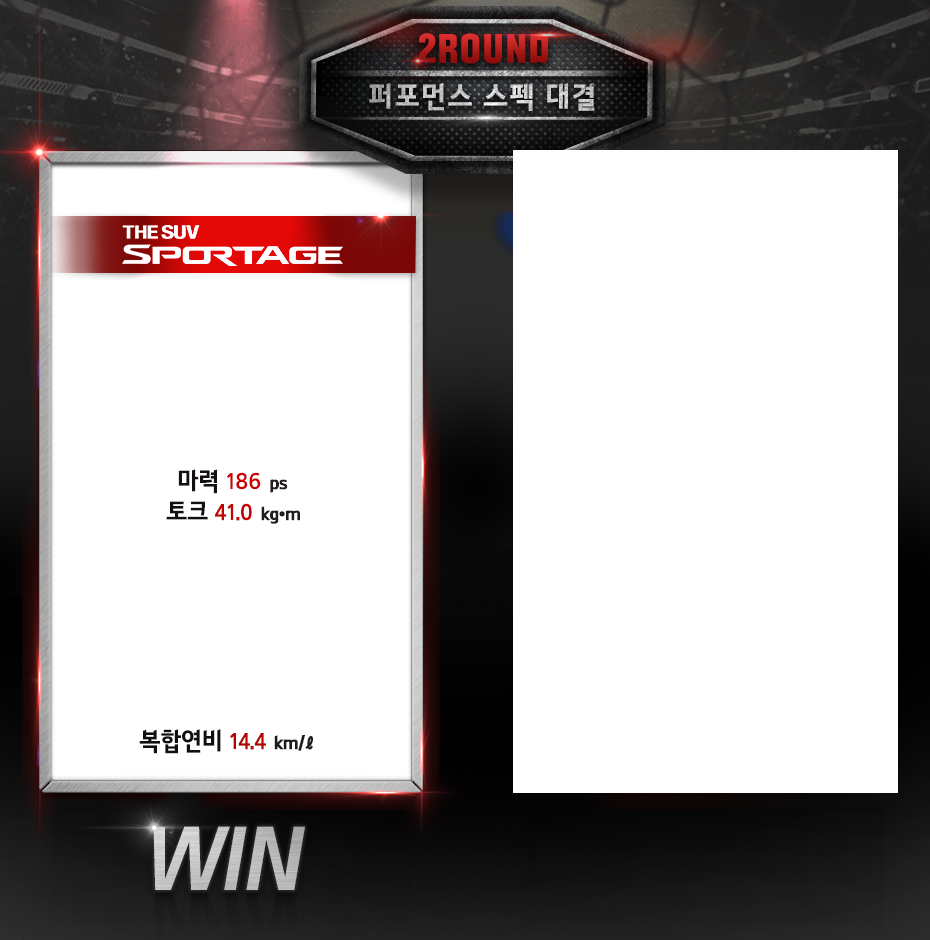 2ROUND
퍼포먼스 스펙 대결
THE SUV
SPORTAGE
마력 186 ps
토크 41.0 kg•m
복합연비 14.4 km/ℓ
WIN